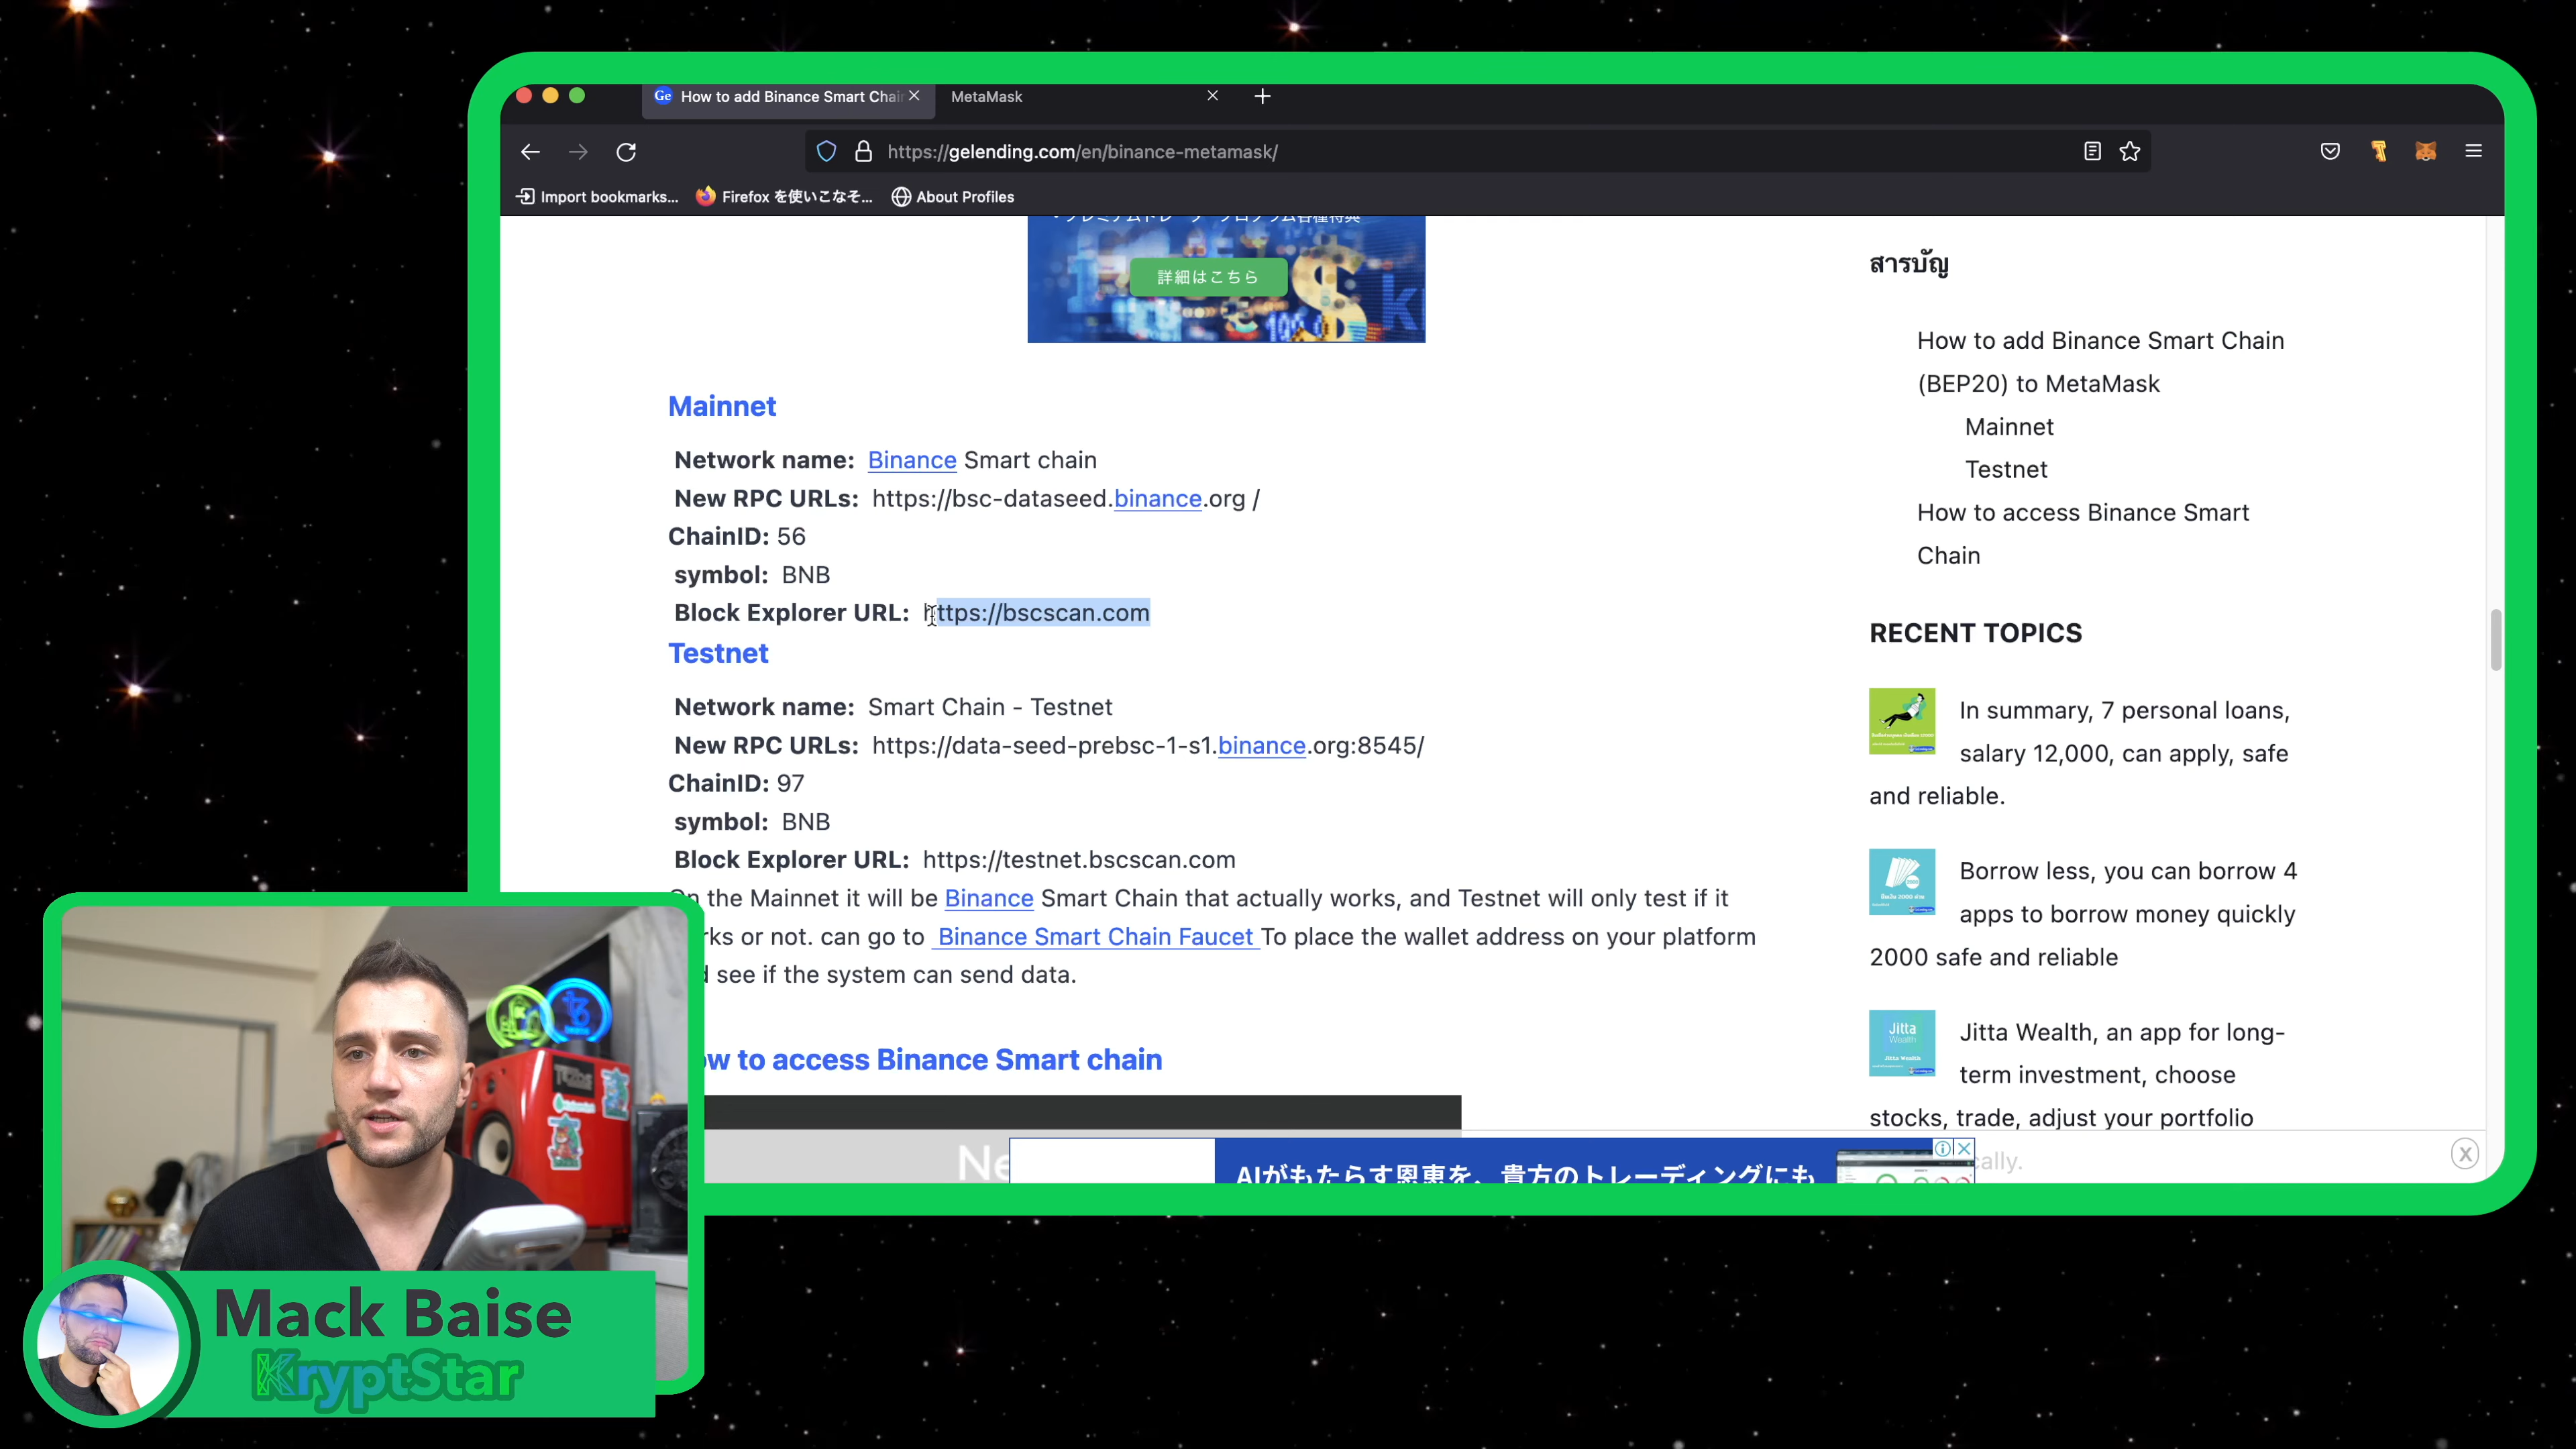 Ge How to add Binance Smart Chai
MetaMask
https://gelending.com/en/binance-metamask/
Import bookmarks...
Firefox を使いこなそ...
About Profiles
詳細はこちら
Mainnet
Network name: Binance Smart chain
New RPC URLs: https://bsc-dataseed.binance.org /
ChainID: 56
symbol: BNB
Block Explorer URL: https://bscscan.com
Testnet
Network name: Smart Chain - Testnet
New RPC URLs: https://data-seed-prebsc-1-s1.binance.org:8545/
ChainID: 97
symbol: BNB
Block Explorer URL: https://testnet.bscscan.com
the Mainnet it will be Binance Smart Chain that actually works, and Testnet will only test if it
or not. can go to Binance Smart Chain Faucet To place the wallet address on your platform
see if the system can send data.
to access Binance Smart chain
Ne
AIがもたらす恩恵を、貴方のトレーディングにも
สารบัญ
How to add Binance Smart Chain
(BEP20) to MetaMask
Mainnet
Testnet
How to access Binance Smart
Chain
RECENT TOPICS
In summary, 7 personal loans,
salary 12,000, can apply, safe
and reliable.
Borrow less, you can borrow 4
apps to borrow money quickly
2000 safe and reliable
Jitta
Wealth
Jitta Wealth
Jitta Wealth, an app for long-
term investment, choose
stocks, trade, adjust your portfolio
cally.
X
Mack Baise
KryptStar